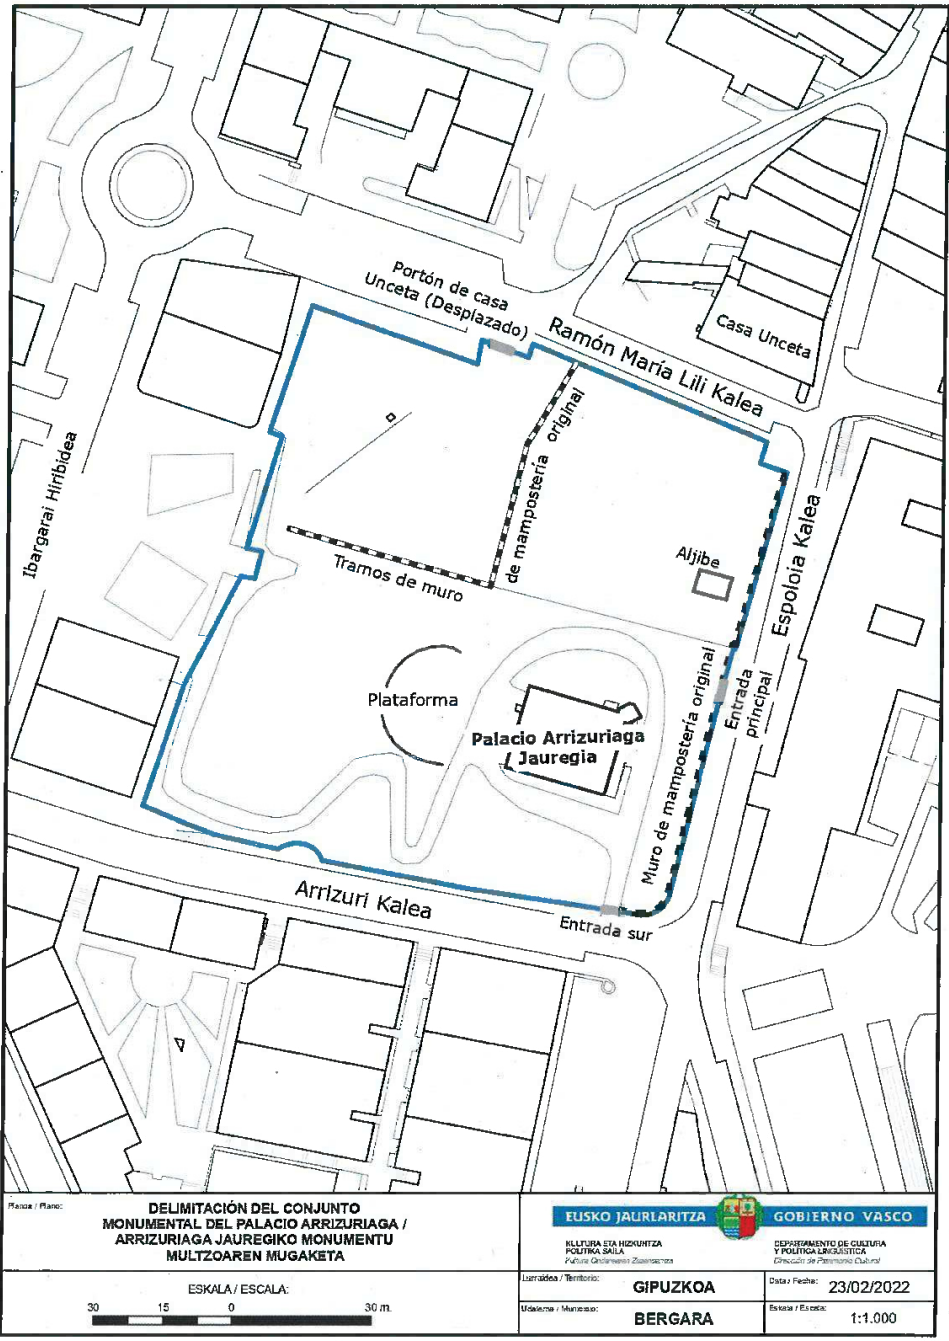 Portón de casa
Unceta (Desplazado)
Ramón María Lili Kalea
Casa Unceta
Ibargarai Hiribidea
original
de mampostería
Tramos de muro
Aljibe
Espoloia Kalea
Plataforma
Palacio Arrizuriaga
Jauregia
Muro de mampostería original
Entrada
principal
Arrizuri Kalea
Entrada sur
Planoa / Plano:
DELIMITACIÓN DEL CONJUNTO
MONUMENTAL DEL PALACIO ARRIZURIAGA /
ARRIZURIAGA JAUREGIKO MONUMENTU
MULTZOAREN MUGAKETA
ESKALA / ESCALA:
30 15 0 30 m.
EUSKO JAURLARITZA
GOBIERNO VASCO
KULTURA ETA HIZKUNTZA
POLITIKA SAILA
Kultura Ondarearen Zuzendaritza
DEPARTAMENTO DE CULTURA
Y POLÍTICA LINGÜÍSTICA
Dirección de Patrimonio Cultural
Lurraldea / Territorio:
GIPUZKOA
Data / Fecha:
23/02/2022
Udalerria / Municipio:
BERGARA
Eskala / Escala:
1:1.000